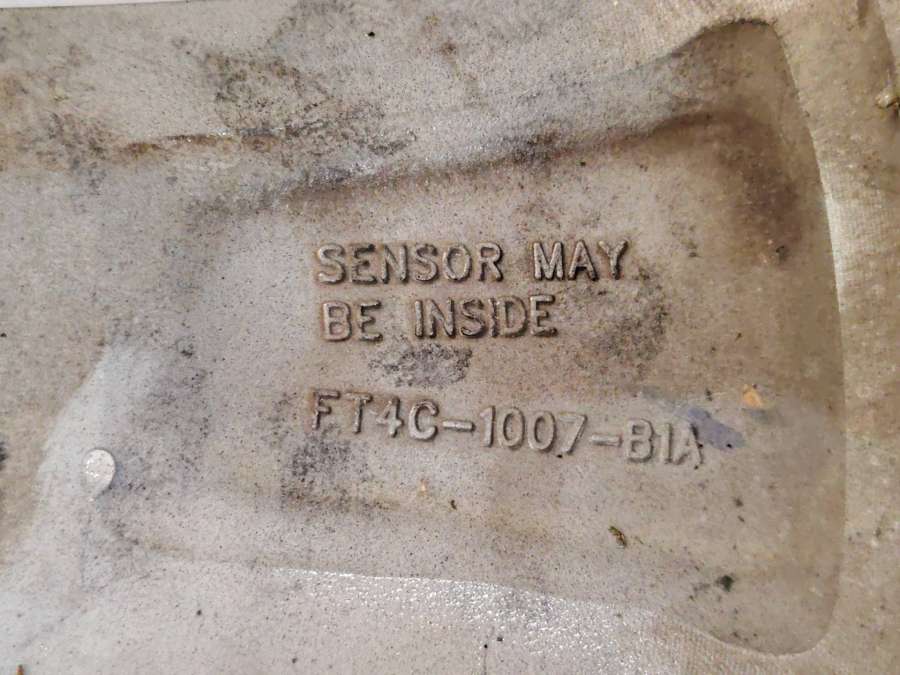 SENSOR MAY
BE INSIDE
FT4C-1007-B1A